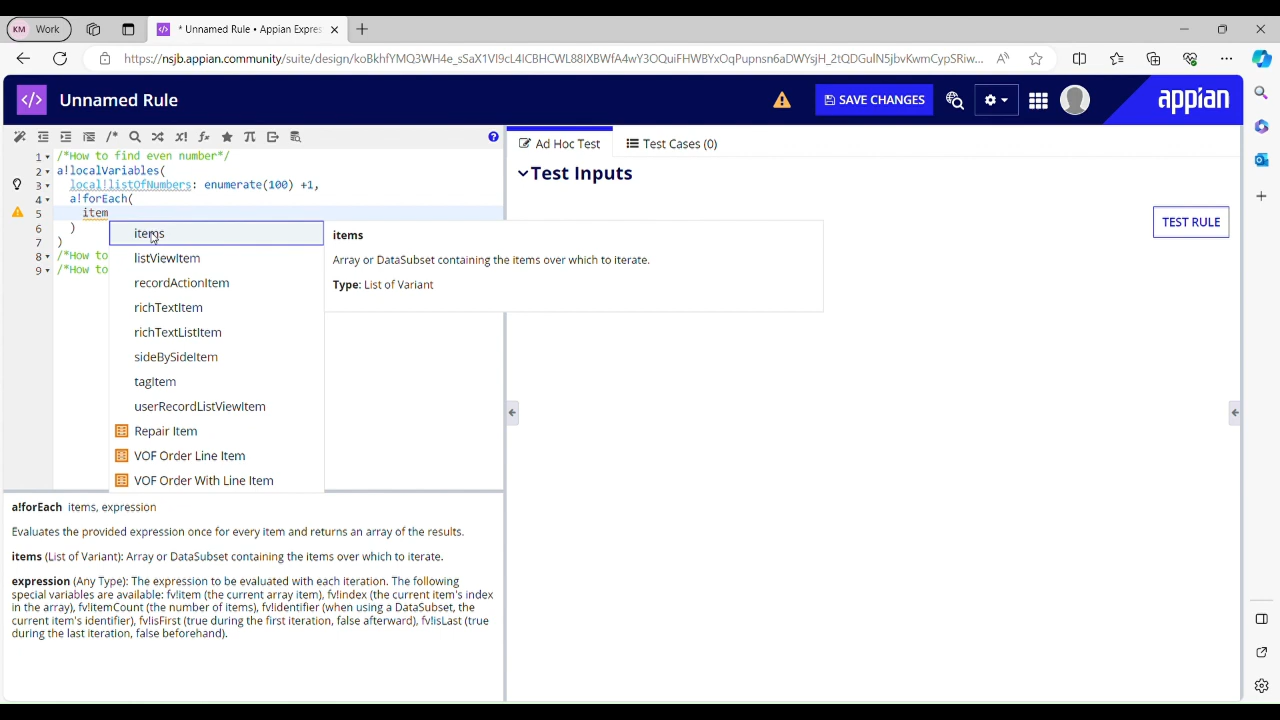 KM Work
* Unnamed Rule • Appian Expres
https://nsjb.appian.community/suite/design/
Unnamed Rule
SAVE CHANGES
appian
Ad Hoc Test
Test Cases (0)
Test Inputs
TEST RULE
1 /*How to find even number*/
2 a!localVariables(
3 local!listOfNumbers: enumerate(100) +1,
4 a!forEach(
5 item
6 )
7 )
8 /*How to
9 /*How to
items
listViewItem
recordActionItem
richTextItem
richTextListItem
sideBySideItem
tagItem
userRecordListViewItem
Repair Item
VOF Order Line Item
VOF Order With Line Item
items
Array or DataSubset containing the items over which to iterate.
Type: List of Variant
a!forEach items, expression
Evaluates the provided expression once for every item and returns an array of the results.
items (List of Variant): Array or DataSubset containing the items over which to iterate.
expression (Any Type): The expression to be evaluated with each iteration. The following
special variables are available: fv!item (the current array item), fv!index (the current item's index
in the array), fv!itemCount (the number of items), fv!identifier (when using a DataSubset, the
current item's identifier), fv!isFirst (true during the first iteration, false afterward), fv!isLast (true
during the last iteration, false beforehand).